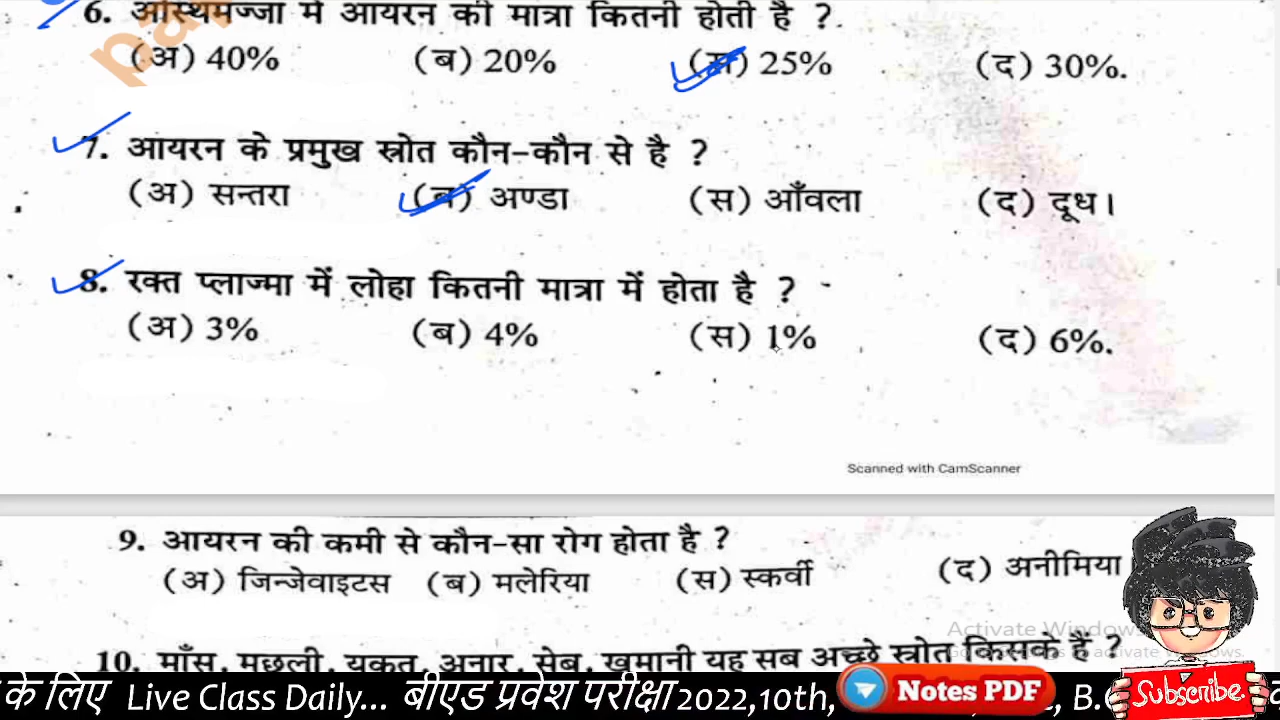 6. अस्थिमज्जा में आयरन की मात्रा कितनी होती है ?
(अ) 40% (ब) 20% (स) 25% (द) 30%.
7. आयरन के प्रमुख स्रोत कौन-कौन से है ?
(अ) सन्तरा (ब) अण्डा (स) आँवला (द) दूध।
8. रक्त प्लाज्मा में लोहा कितनी मात्रा में होता है ?
(अ) 3% (ब) 4% (स) 1% (द) 6%.
Scanned with CamScanner
9. आयरन की कमी से कौन-सा रोग होता है ?
(अ) जिन्जेवाइटस (ब) मलेरिया (स) स्कर्वी (द) अनीमिया
Activate Windows
10. माँस, मछली, यकृत, अनार, सेब, खुमानी यह सब अच्छे स्रोत किसके है ?
के लिए Live Class Daily... बीएड प्रवेश परीक्षा 2022,10th,
Notes PDF
Subscribe